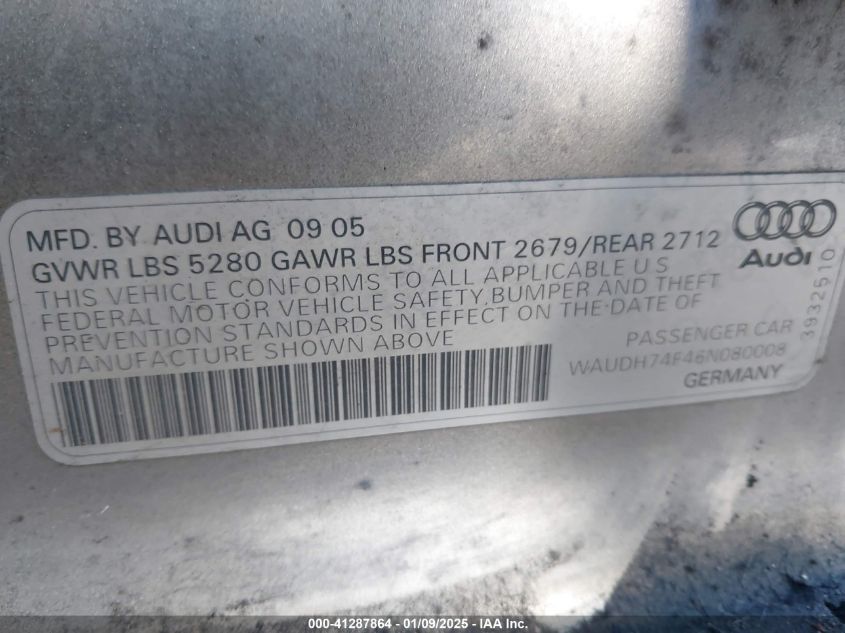 MFD. BY AUDI AG 09 05
GVWR LBS 5280 GAWR LBS FRONT 2679/REAR 2712
THIS VEHICLE CONFORMS TO ALL APPLICABLE U S
FEDERAL MOTOR VEHICLE SAFETY, BUMPER AND THEFT
PREVENTION STANDARDS IN EFFECT ON THE DATE OF
MANUFACTURE SHOWN ABOVE
Audi
PASSENGER CAR
WAUDH74F46N080008
GERMANY
3932510
000-41287864 - 01/09/2025 - IAA Inc.